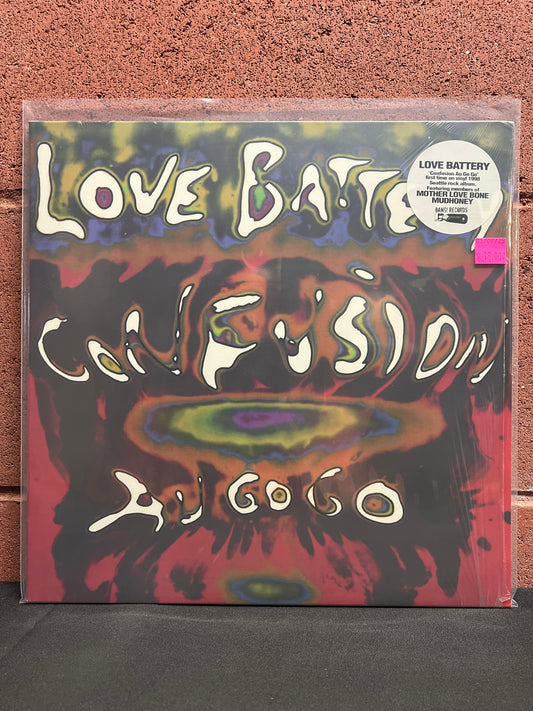 LOVE BATTERY
CONFUSION
AU GO GO
LOVE BATTERY
'Confusion Au Go Go'
first time on vinyl 1998
Seattle rock album.
Featuring members of
MOTHER LOVE BONE
MUDHONEY
BANG! RECORDS